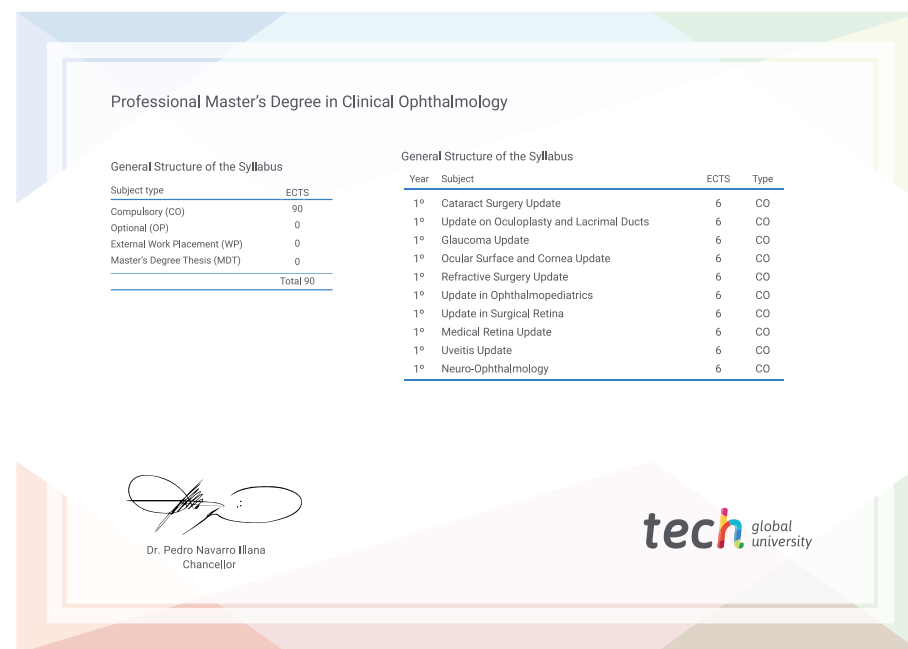 Professional Master's Degree in Clinical Ophthalmology
General Structure of the Syllabus
Subject type ECTS
Compulsory (CO) 90
Optional (OP) 0
External Work Placement (WP) 0
Master's Degree Thesis (MDT) 0
Total 90
General Structure of the Syllabus
Year Subject ECTS Type
1º Cataract Surgery Update 6 CO
1º Update on Oculoplasty and Lacrimal Ducts 6 CO
1º Glaucoma Update 6 CO
1º Ocular Surface and Cornea Update 6 CO
1º Refractive Surgery Update 6 CO
1º Update in Ophthalmopediatrics 6 CO
1º Update in Surgical Retina 6 CO
1º Medical Retina Update 6 CO
1º Uveitis Update 6 CO
1º Neuro-Ophthalmology 6 CO
Dr. Pedro Navarro Illana
Chancellor
tech global
university